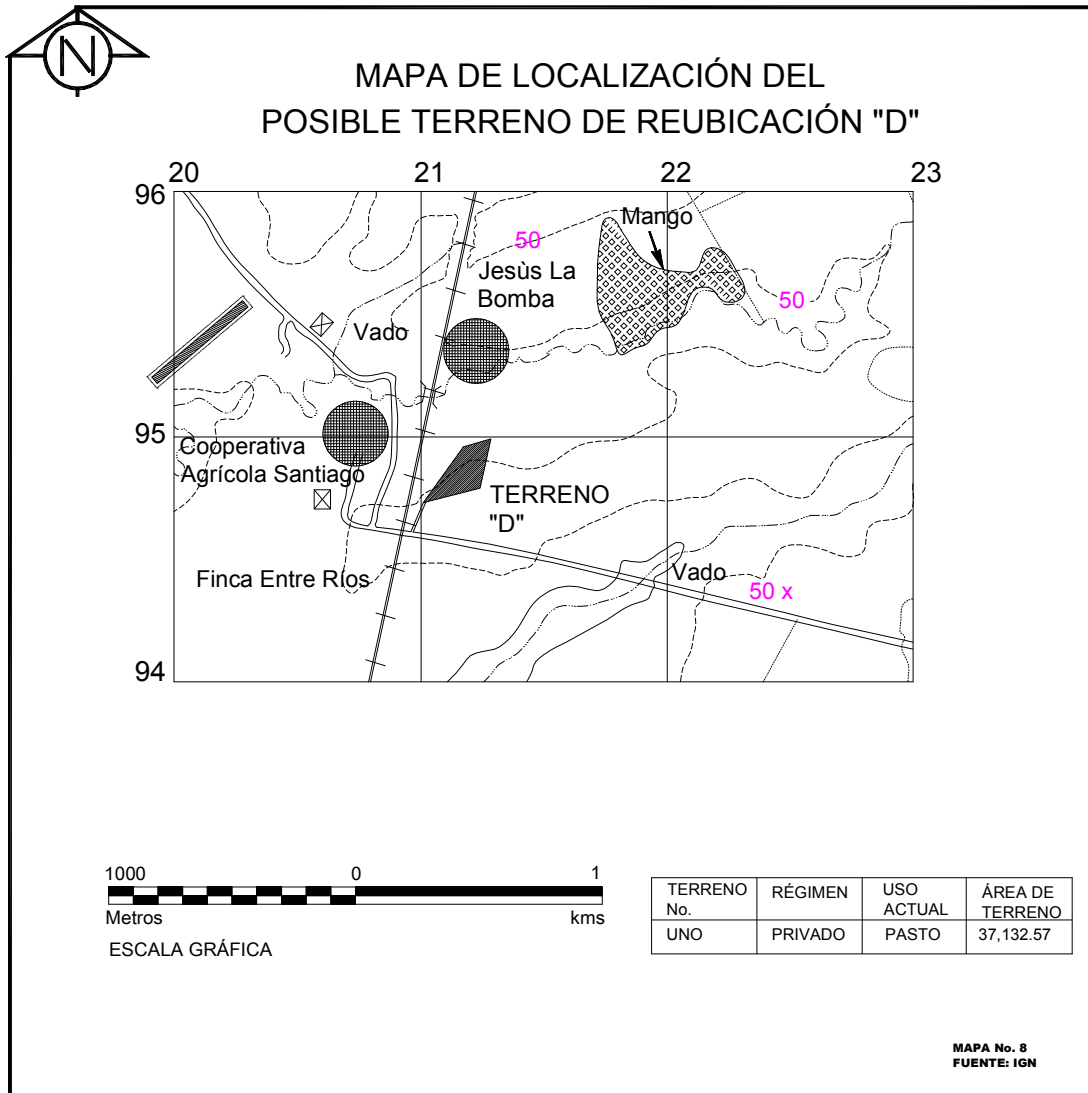 N
MAPA DE LOCALIZACIÓN DEL
POSIBLE TERRENO DE REUBICACIÓN "D"
20
21
22
23
96
Mango
50
Jesùs La
Bomba
50
Vado
95
Cooperativa
Agrícola Santiago
TERRENO
"D"
Finca Entre Ríos
Vado
50 x
94
1000
0
1
Metros
kms
ESCALA GRÁFICA
TERRENO No.
RÉGIMEN
USO ACTUAL
ÁREA DE TERRENO
UNO
PRIVADO
PASTO
37,132.57
MAPA No. 8
FUENTE: IGN